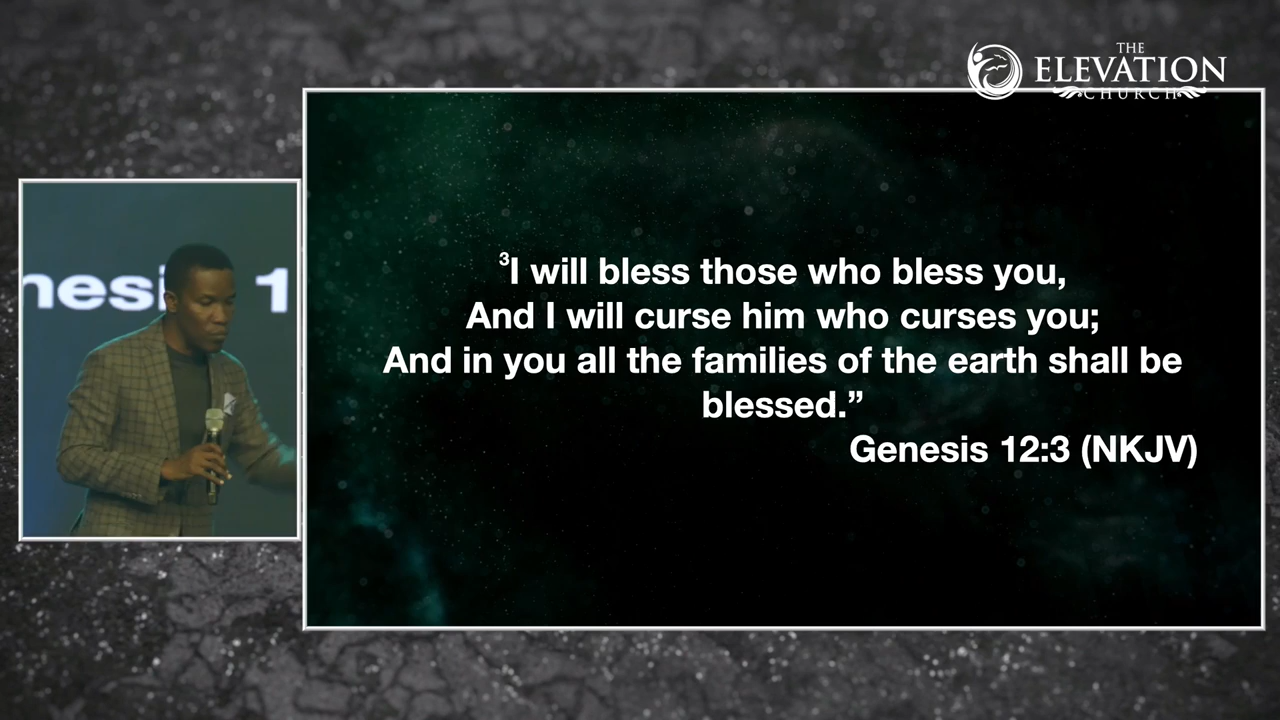 THE
ELEVATION
CHURCH
nesi 1
³I will bless those who bless you,
And I will curse him who curses you;
And in you all the families of the earth shall be
blessed.”
Genesis 12:3 (NKJV)